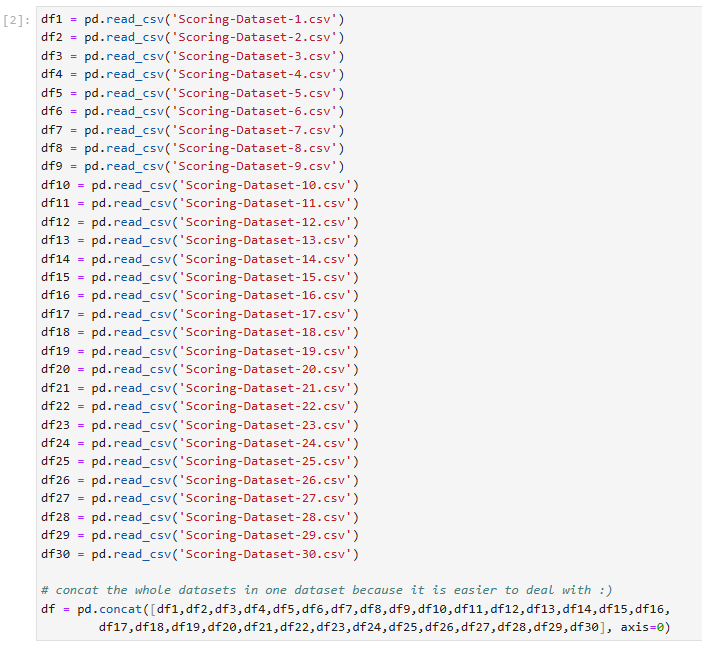 [2]:
df1 = pd.read_csv('Scoring-Dataset-1.csv')
df2 = pd.read_csv('Scoring-Dataset-2.csv')
df3 = pd.read_csv('Scoring-Dataset-3.csv')
df4 = pd.read_csv('Scoring-Dataset-4.csv')
df5 = pd.read_csv('Scoring-Dataset-5.csv')
df6 = pd.read_csv('Scoring-Dataset-6.csv')
df7 = pd.read_csv('Scoring-Dataset-7.csv')
df8 = pd.read_csv('Scoring-Dataset-8.csv')
df9 = pd.read_csv('Scoring-Dataset-9.csv')
df10 = pd.read_csv('Scoring-Dataset-10.csv')
df11 = pd.read_csv('Scoring-Dataset-11.csv')
df12 = pd.read_csv('Scoring-Dataset-12.csv')
df13 = pd.read_csv('Scoring-Dataset-13.csv')
df14 = pd.read_csv('Scoring-Dataset-14.csv')
df15 = pd.read_csv('Scoring-Dataset-15.csv')
df16 = pd.read_csv('Scoring-Dataset-16.csv')
df17 = pd.read_csv('Scoring-Dataset-17.csv')
df18 = pd.read_csv('Scoring-Dataset-18.csv')
df19 = pd.read_csv('Scoring-Dataset-19.csv')
df20 = pd.read_csv('Scoring-Dataset-20.csv')
df21 = pd.read_csv('Scoring-Dataset-21.csv')
df22 = pd.read_csv('Scoring-Dataset-22.csv')
df23 = pd.read_csv('Scoring-Dataset-23.csv')
df24 = pd.read_csv('Scoring-Dataset-24.csv')
df25 = pd.read_csv('Scoring-Dataset-25.csv')
df26 = pd.read_csv('Scoring-Dataset-26.csv')
df27 = pd.read_csv('Scoring-Dataset-27.csv')
df28 = pd.read_csv('Scoring-Dataset-28.csv')
df29 = pd.read_csv('Scoring-Dataset-29.csv')
df30 = pd.read_csv('Scoring-Dataset-30.csv')
# concat the whole datasets in one dataset because it is easier to deal with :)
df = pd.concat([df1,df2,df3,df4,df5,df6,df7,df8,df9,df10,df11,df12,df13,df14,df15,df16,
df17,df18,df19,df20,df21,df22,df23,df24,df25,df26,df27,df28,df29,df30], axis=0)